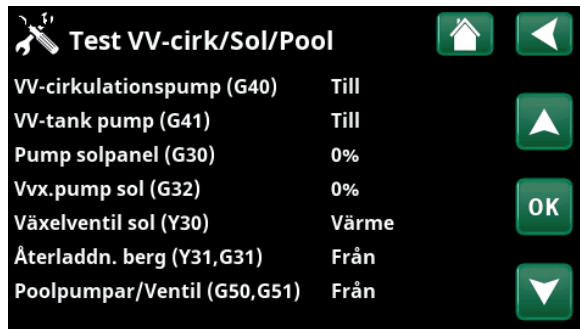 Test VV-cirk/Sol/Pool
VV-cirkulationspump (G40) Till
VV-tank pump (G41) Till
Pump solpanel (G30) 0%
Vvx.pump sol (G32) 0%
Växelventil sol (Y30) Värme
Återladdn. berg (Y31,G31) Från
Poolpumpar/Ventil (G50,G51) Från
OK